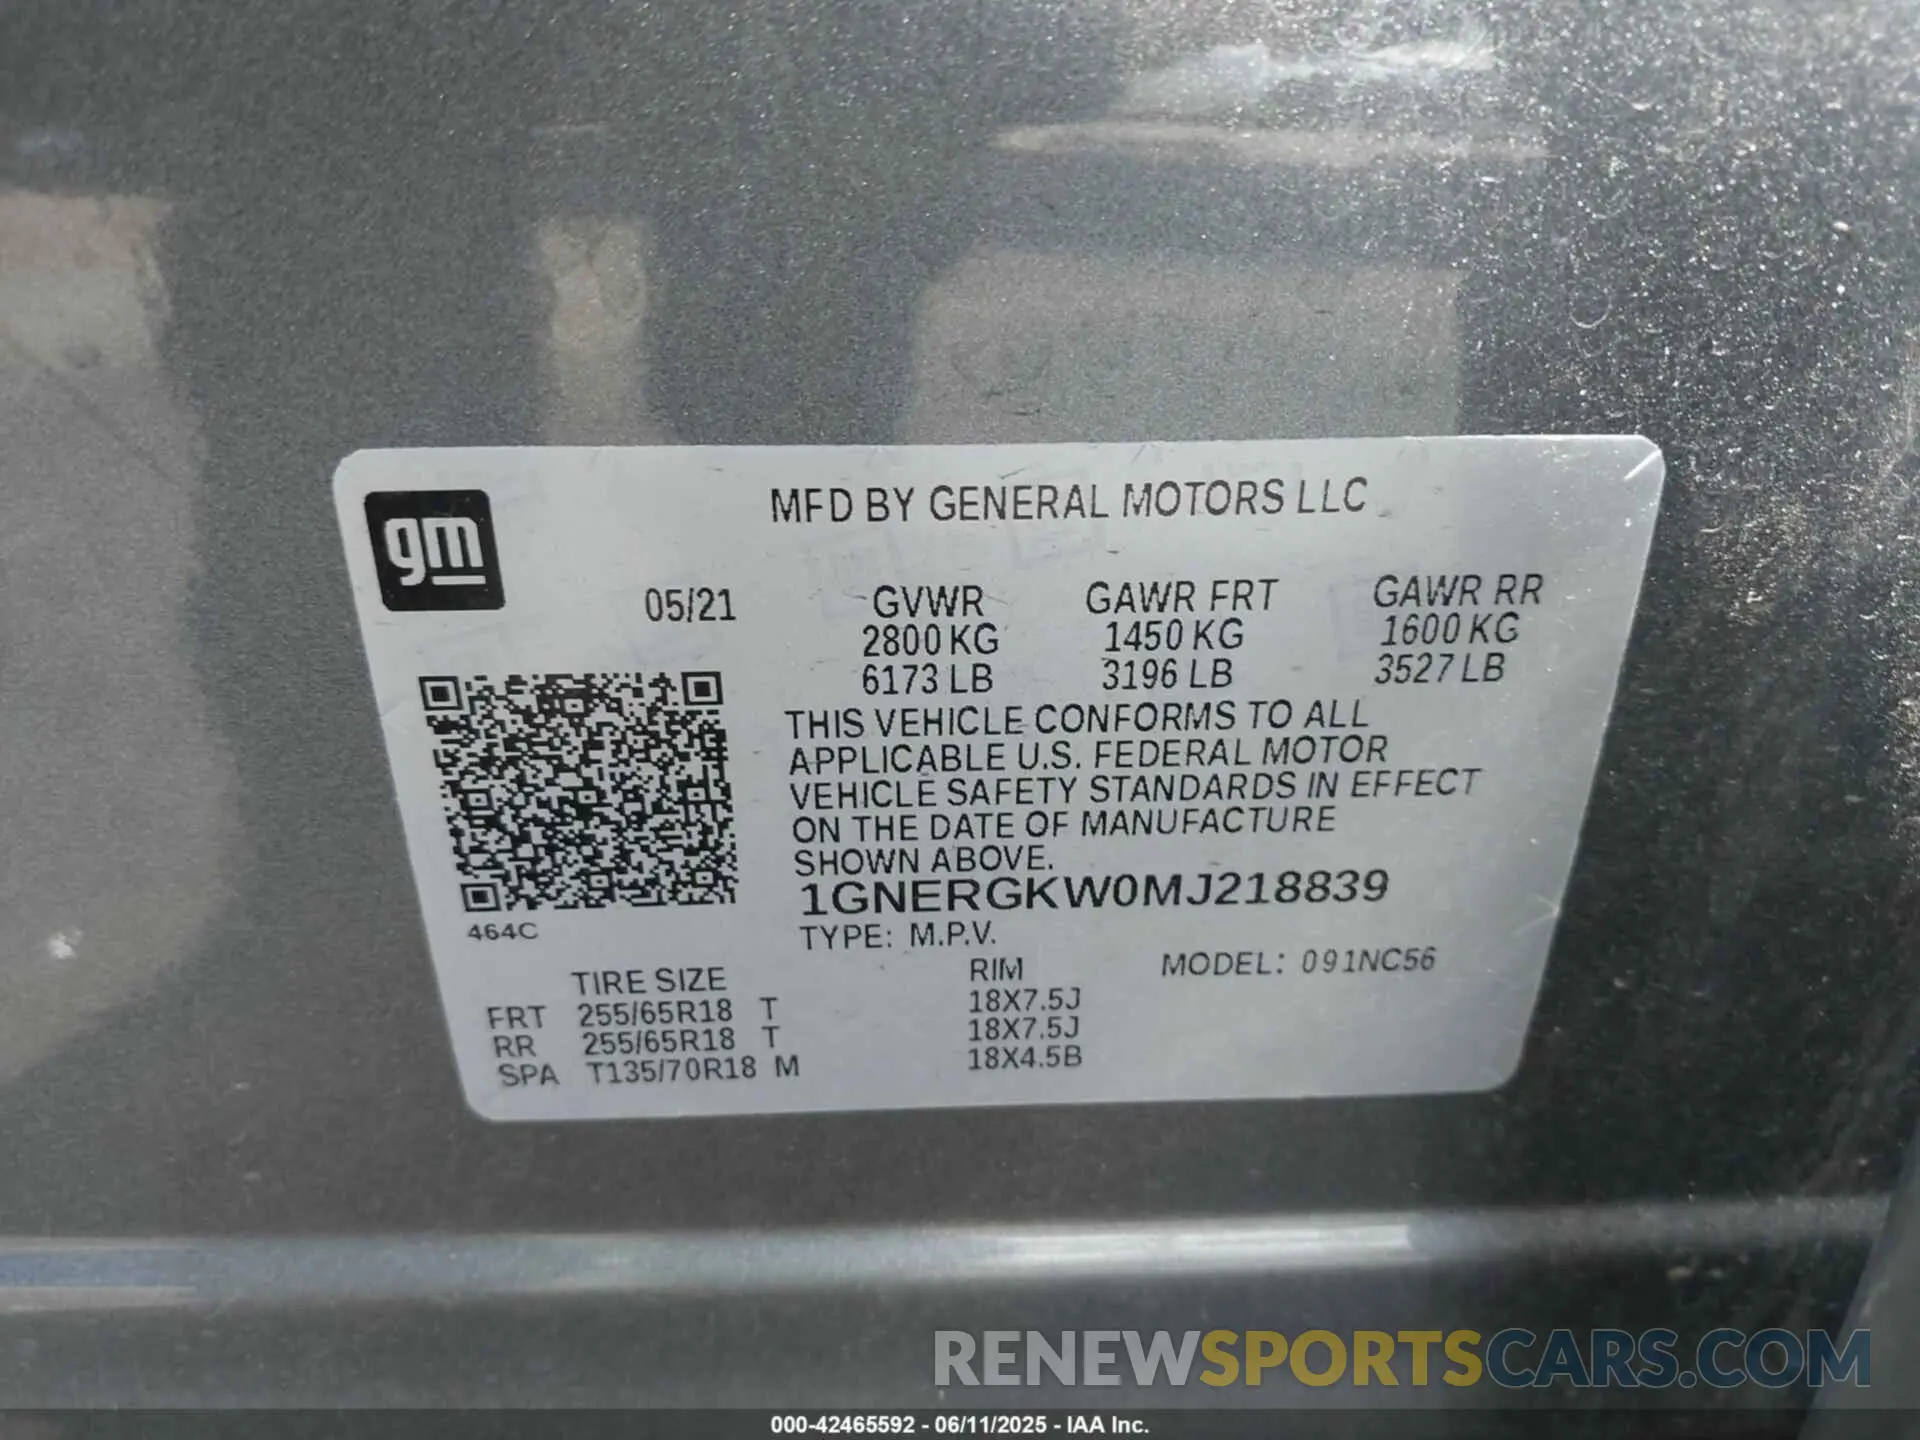 gm
MFD BY GENERAL MOTORS LLC
05/21
GVWR GAWR FRT GAWR RR
2800 KG 1450 KG 1600 KG
6173 LB 3196 LB 3527 LB
THIS VEHICLE CONFORMS TO ALL
APPLICABLE U.S. FEDERAL MOTOR
VEHICLE SAFETY STANDARDS IN EFFECT
ON THE DATE OF MANUFACTURE
SHOWN ABOVE.
1GNERGKW0MJ218839
464C
TYPE: M.P.V.
MODEL: 091NC56
TIRE SIZE RIM
FRT 255/65R18 T 18X7.5J
RR 255/65R18 T 18X7.5J
SPA T135/70R18 M 18X4.5B
RENEWSPORTSCARS.COM
000-42465592 - 06/11/2025 - IAA Inc.